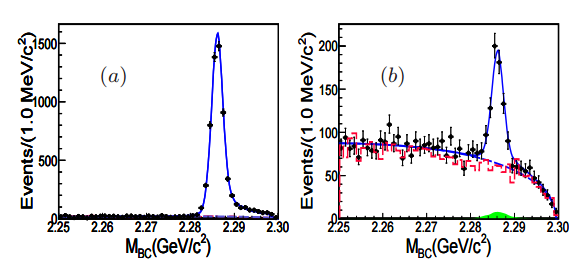 Events/(1.0 MeV/c²)
1500
1000
500
0
(a)
2.25 2.26 2.27 2.28 2.29 2.30
M_BC(GeV/c²)
Events/(1.0 MeV/c²)
200
150
100
50
0
(b)
2.25 2.26 2.27 2.28 2.29 2.30
M_BC(GeV/c²)